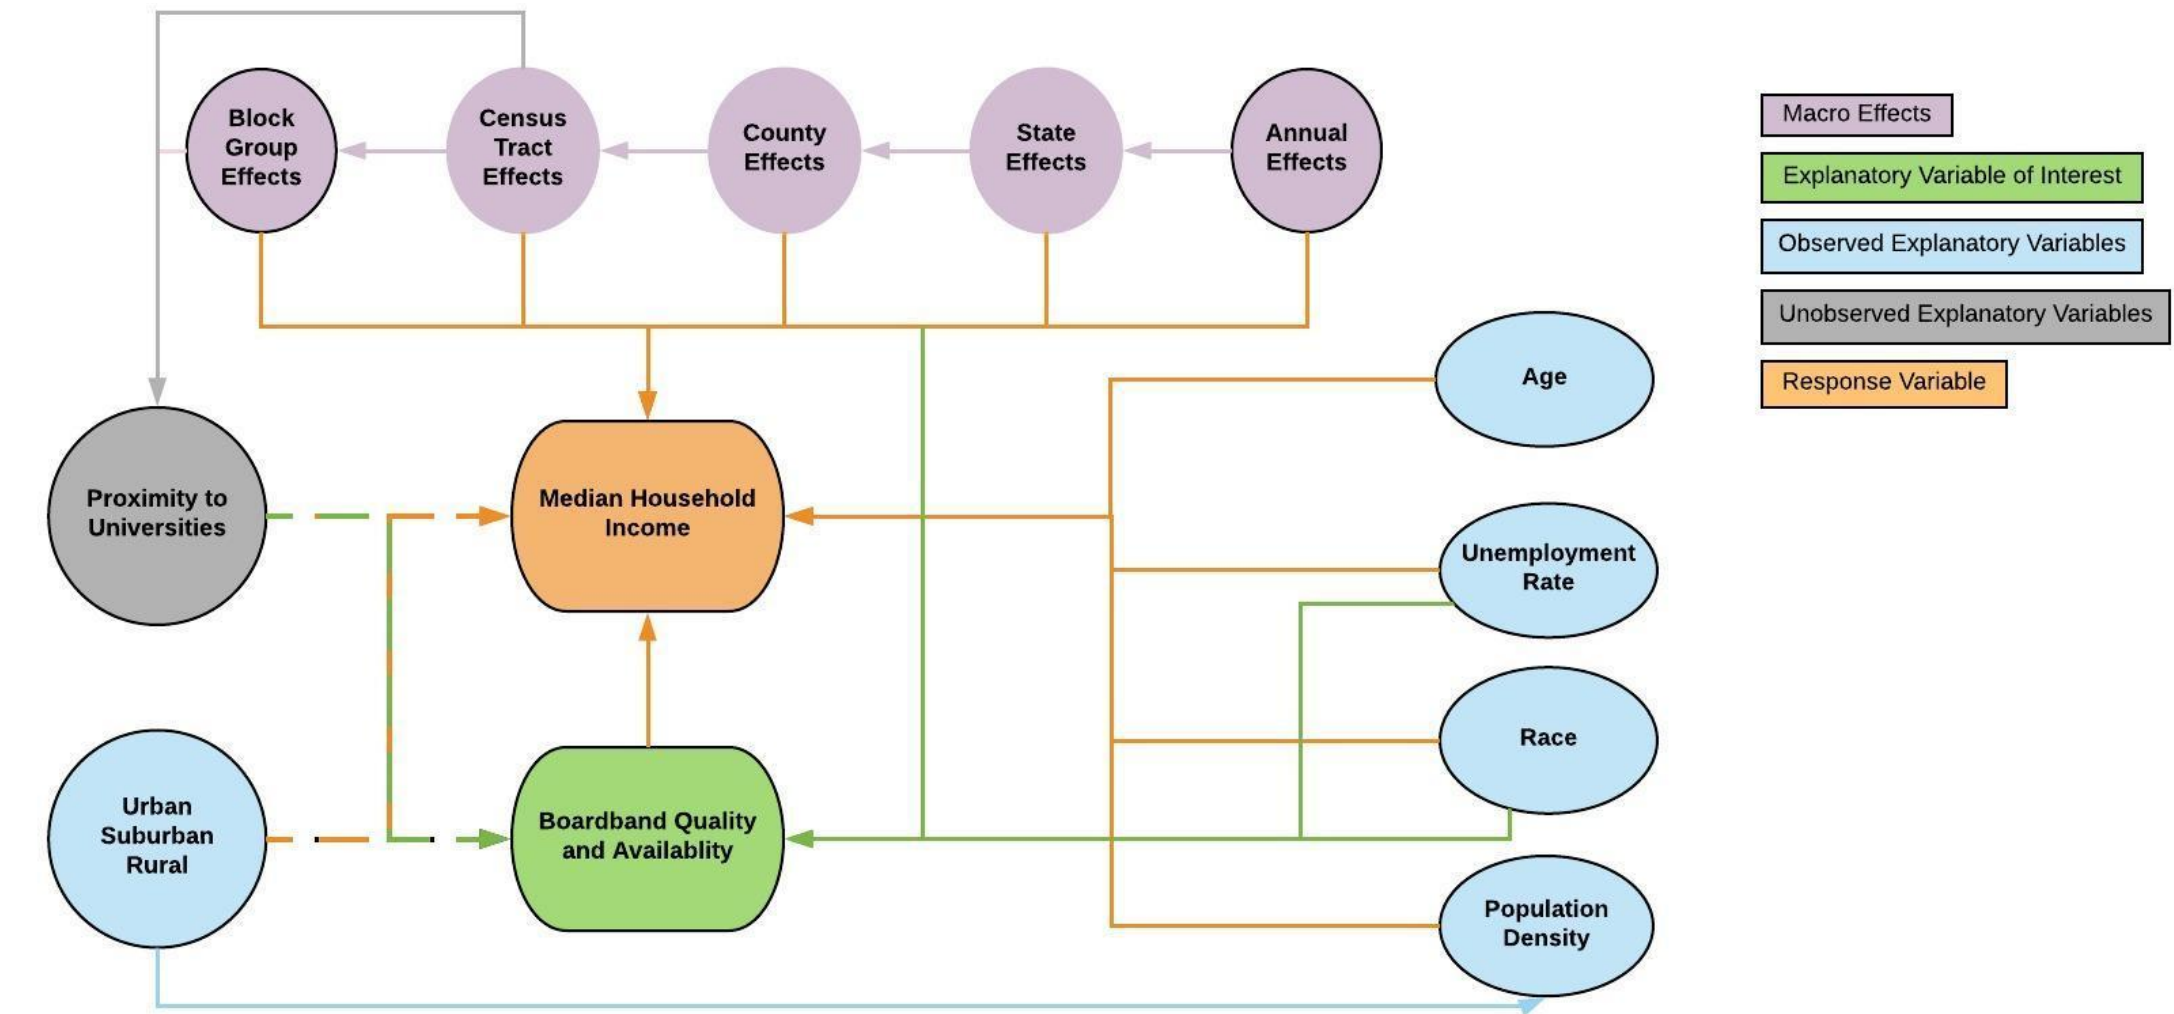 Block
Group
Effects
Census
Tract
Effects
County
Effects
State
Effects
Annual
Effects
Macro Effects
Explanatory Variable of Interest
Observed Explanatory Variables
Unobserved Explanatory Variables
Response Variable
Age
Proximity to
Universities
Median Household
Income
Unemployment
Rate
Race
Urban
Suburban
Rural
Boardband Quality
and Availablity
Population
Density